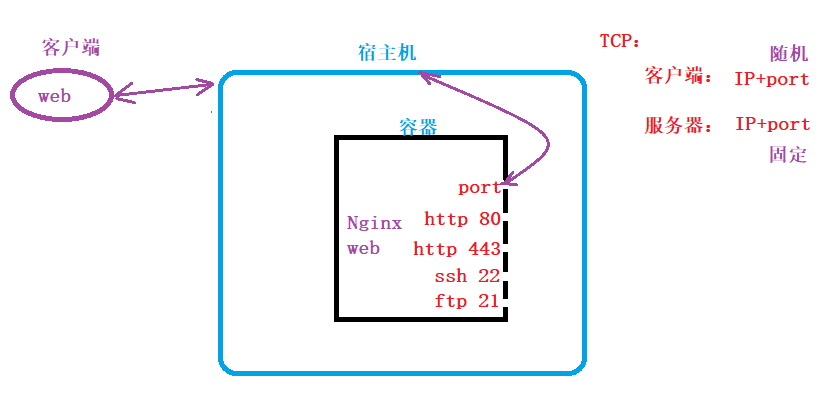 客户端
web
宿主机
容器
port
Nginx
web
http 80
http 443
ssh 22
ftp 21
TCP:
随机
客户端: IP+port
服务器: IP+port
固定